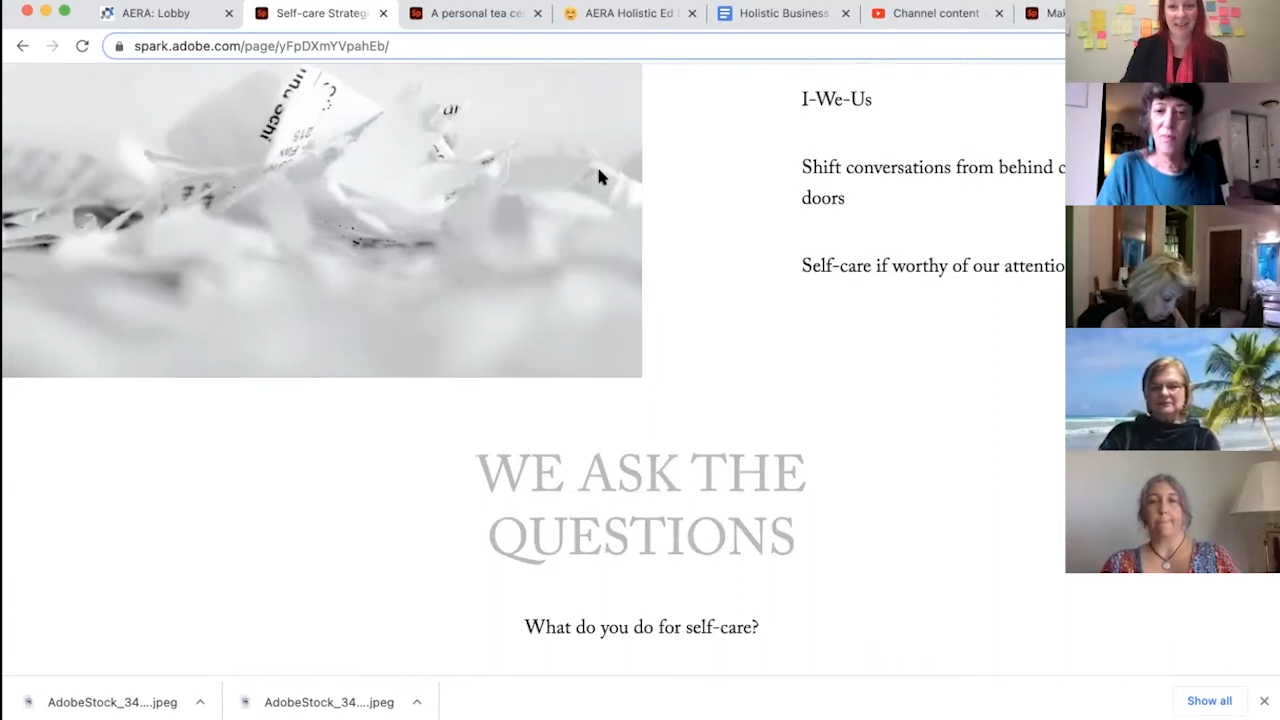 AERA: Lobby
Self-care Strateg
A personal tea ce
AERA Holistic Ed
Holistic Business
Channel content -
Mak
spark.adobe.com/page/yFpDXmYVpahEb/
I-We-Us
Shift conversations from behind c
doors
Self-care if worthy of our attentio
WE ASK THE
QUESTIONS
What do you do for self-care?
AdobeStock_34....jpeg
AdobeStock_34....jpeg
Show all